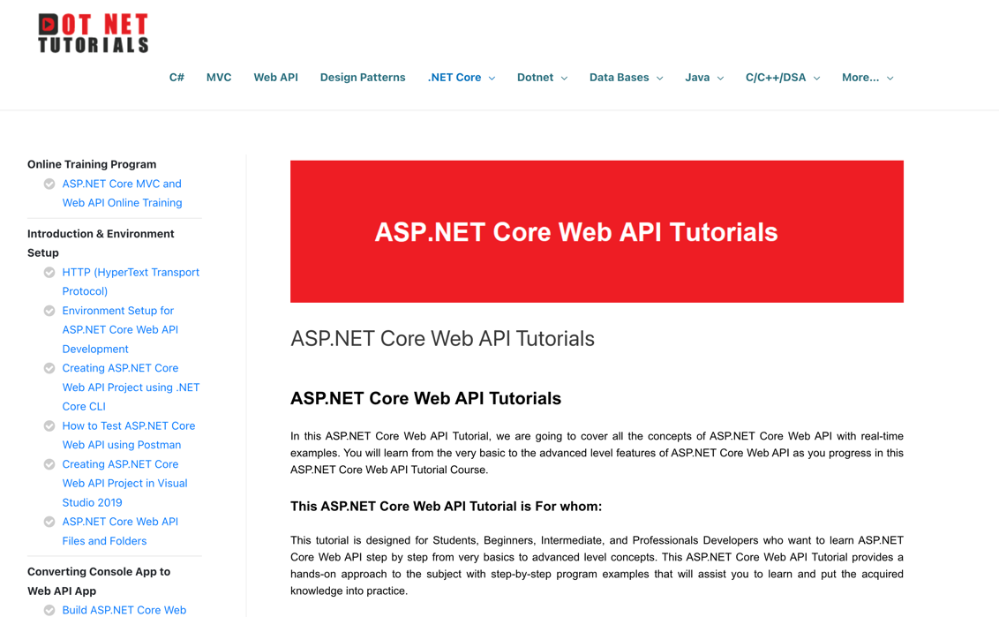 DOT NET
TUTORIALS
C# MVC Web API Design Patterns .NET Core Dotnet Data Bases Java C/C++/DSA More...
Online Training Program
ASP.NET Core MVC and
Web API Online Training
Introduction & Environment
Setup
HTTP (HyperText Transport
Protocol)
Environment Setup for
ASP.NET Core Web API
Development
Creating ASP.NET Core
Web API Project using .NET
Core CLI
How to Test ASP.NET Core
Web API using Postman
Creating ASP.NET Core
Web API Project in Visual
Studio 2019
ASP.NET Core Web API
Files and Folders
Converting Console App to
Web API App
Build ASP.NET Core Web
ASP.NET Core Web API Tutorials
ASP.NET Core Web API Tutorials
ASP.NET Core Web API Tutorials
In this ASP.NET Core Web API Tutorial, we are going to cover all the concepts of ASP.NET Core Web API with real-time
examples. You will learn from the very basic to the advanced level features of ASP.NET Core Web API as you progress in this
ASP.NET Core Web API Tutorial Course.
This ASP.NET Core Web API Tutorial is For whom:
This tutorial is designed for Students, Beginners, Intermediate, and Professionals Developers who want to learn ASP.NET
Core Web API step by step from very basics to advanced level concepts. This ASP.NET Core Web API Tutorial provides a
hands-on approach to the subject with step-by-step program examples that will assist you to learn and put the acquired
knowledge into practice.